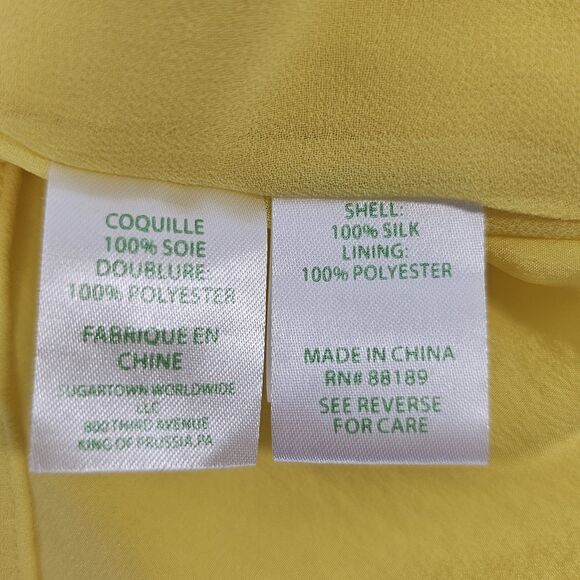 COQUILLE
100% SOIE
DOUBLURE:
100% POLYESTER
FABRIQUE EN
CHINE
SUGARTOWN WORLDWIDE
LLC
800 THIRD AVENUE
KING OF PRUSSIA, PA
SHELL:
100% SILK
LINING:
100% POLYESTER
MADE IN CHINA
RN# 88189
SEE REVERSE
FOR CARE